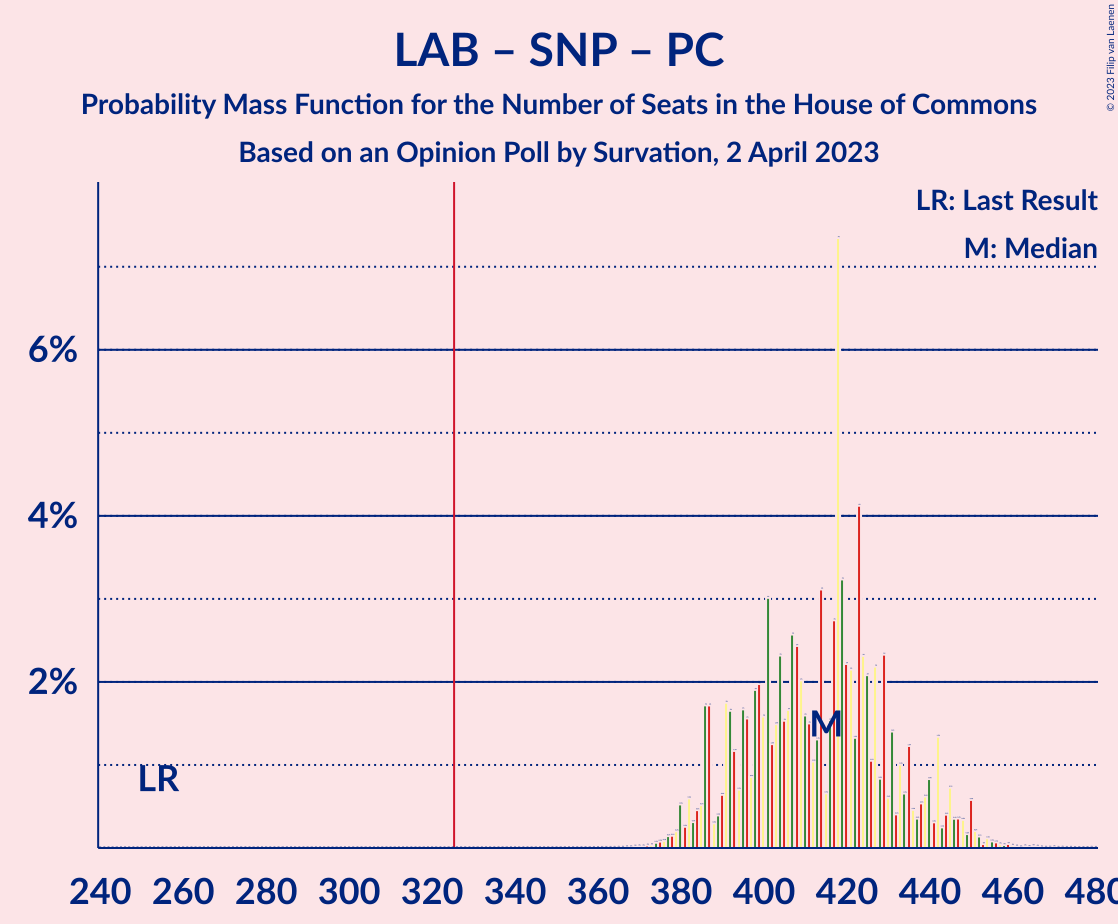 LAB – SNP – PC
Probability Mass Function for the Number of Seats in the House of Commons
Based on an Opinion Poll by Survation, 2 April 2023
© 2023 Filip van Laenen
LR: Last Result
M: Median
6%
4%
2%
M
LR
240 260 280 300 320 340 360 380 400 420 440 460 480